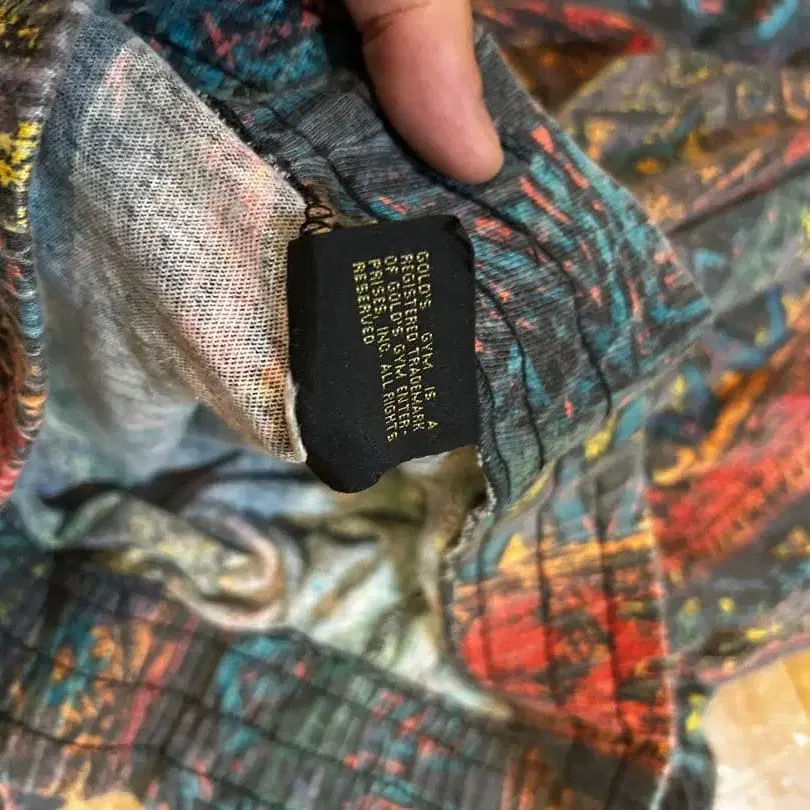 GOLD'S GYM IS A
REGISTERED TRADEMARK
OF GOLD'S GYM ENTER-
PRISES, INC. ALL RIGHTS
RESERVED